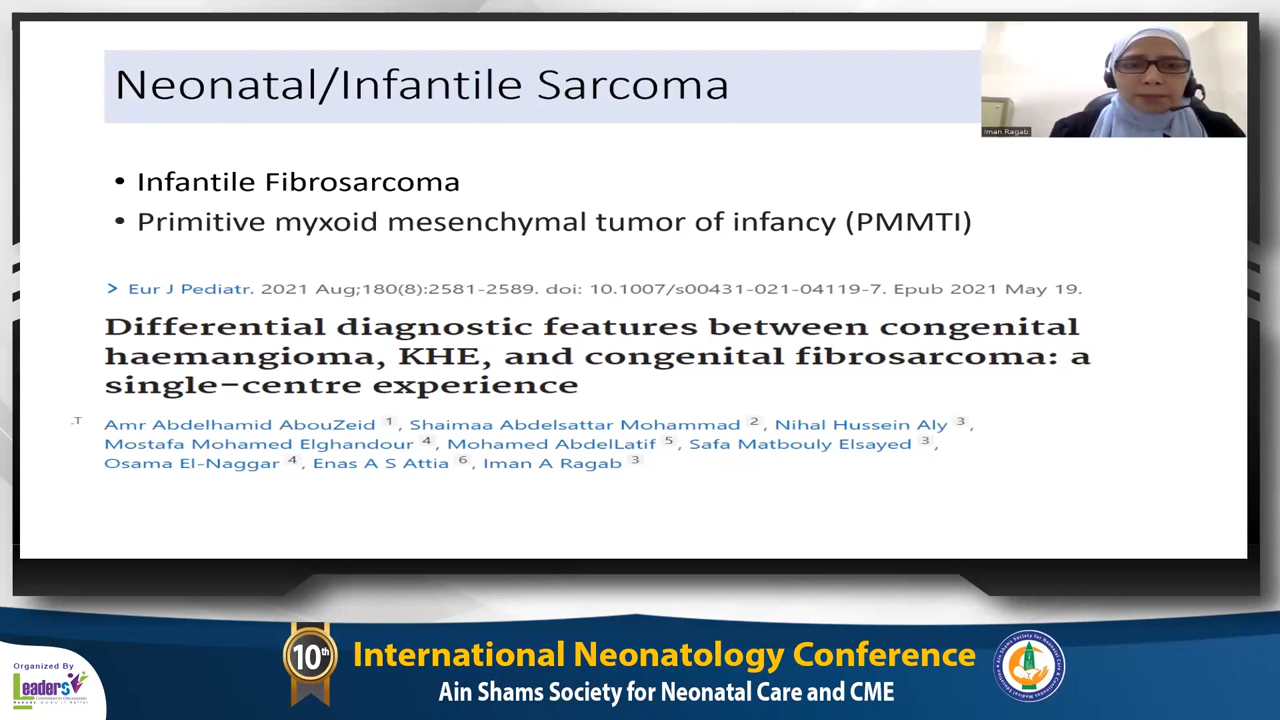 Neonatal/Infantile Sarcoma
Iman Ragab
• Infantile Fibrosarcoma
• Primitive myxoid mesenchymal tumor of infancy (PMMTI)
> Eur J Pediatr. 2021 Aug;180(8):2581-2589. doi: 10.1007/s00431-021-04119-7. Epub 2021 May 19.
Differential diagnostic features between congenital
haemangioma, KHE, and congenital fibrosarcoma: a
single-centre experience
.T
Amr Abdelhamid AbouZeid 1, Shaimaa Abdelsattar Mohammad 2, Nihal Hussein Aly 3,
Mostafa Mohamed Elghandour 4, Mohamed AbdelLatif 5, Safa Matbouly Elsayed 3,
Osama El-Naggar 4, Enas A S Attia 6, Iman A Ragab 3
Organized By
Leaders
10th
International Neonatology Conference
Ain Shams Society for Neonatal Care and CME